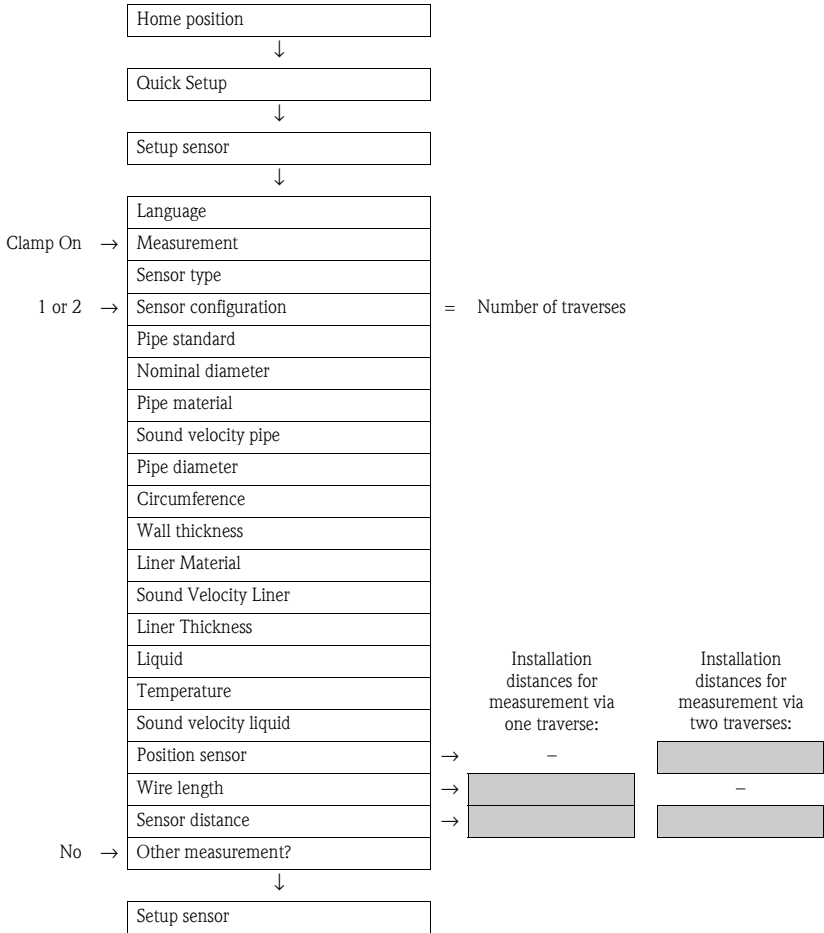 Home position
↓
Quick Setup
↓
Setup sensor
↓
Language
Clamp On → Measurement
Sensor type
1 or 2 → Sensor configuration = Number of traverses
Pipe standard
Nominal diameter
Pipe material
Sound velocity pipe
Pipe diameter
Circumference
Wall thickness
Liner Material
Sound Velocity Liner
Liner Thickness
Liquid
Temperature
Sound velocity liquid
Installation
distances for
measurement via
one traverse:
Installation
distances for
measurement via
two traverses:
Position sensor → –
Wire length → –
Sensor distance →
No → Other measurement?
↓
Setup sensor